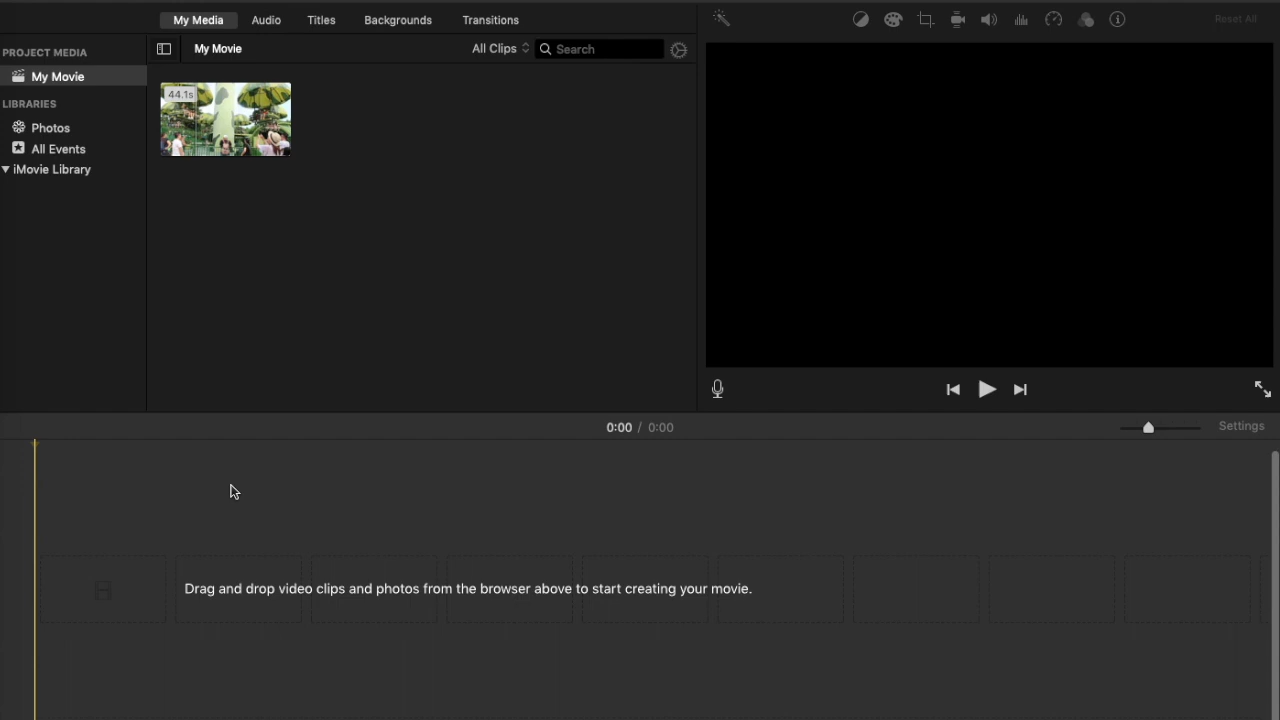 My Media Audio Titles Backgrounds Transitions
Reset All
PROJECT MEDIA
My Movie
All Clips
Search
My Movie
44.1s
LIBRARIES
Photos
All Events
iMovie Library
0:00 / 0:00
Settings
Drag and drop video clips and photos from the browser above to start creating your movie.